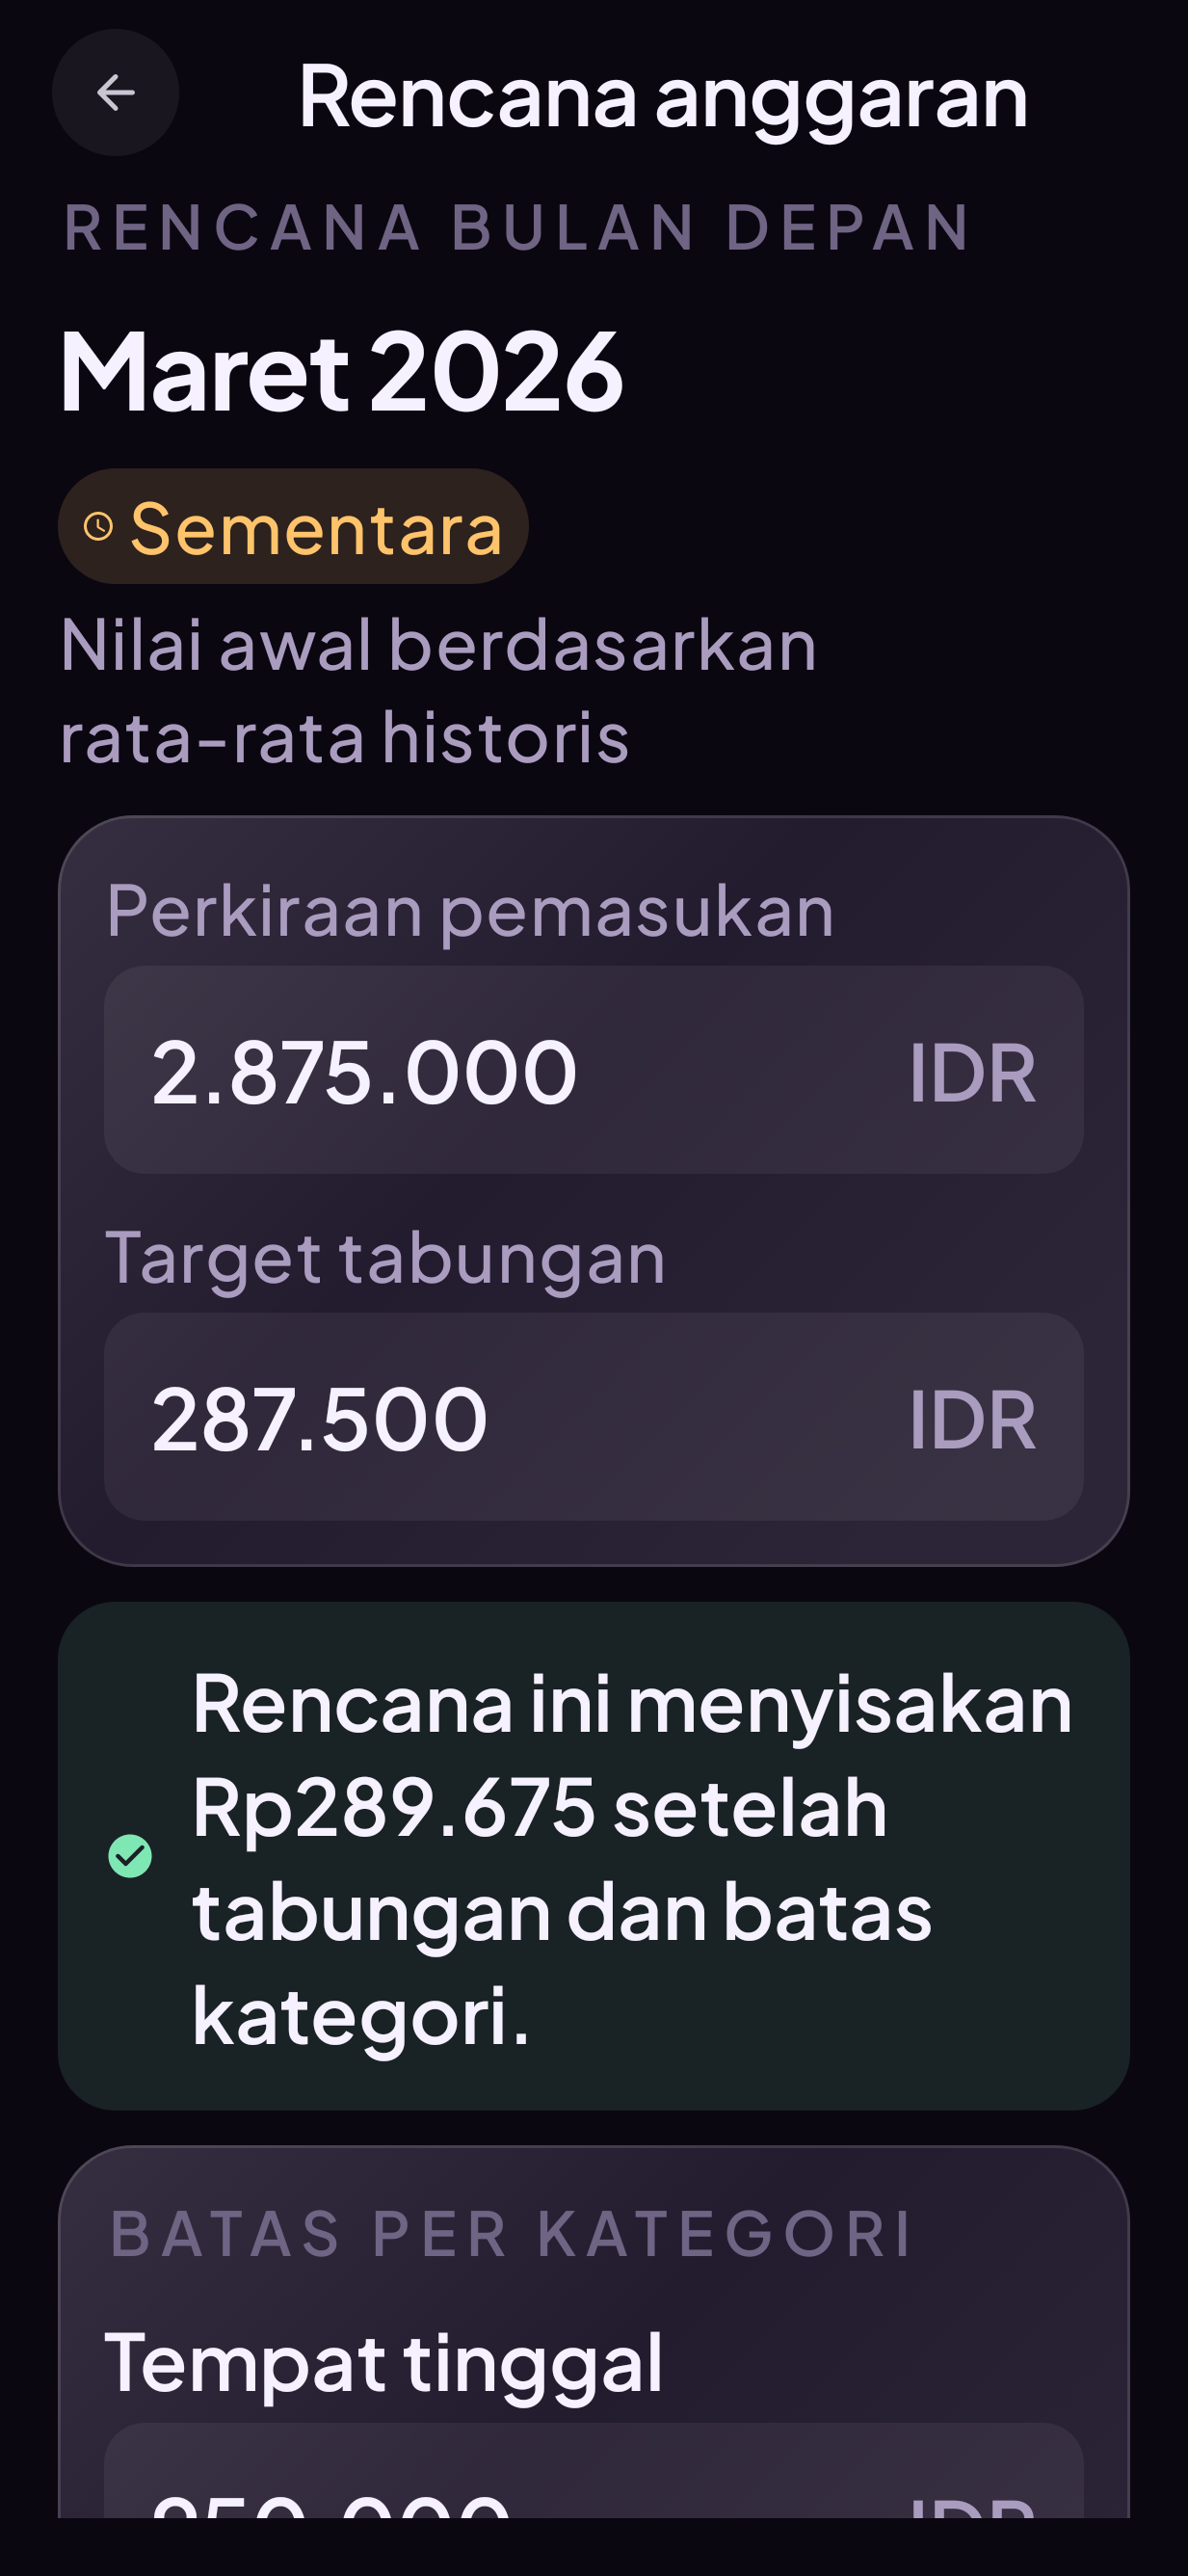 Rencana anggaran
RENCANA BULAN DEPAN
Maret 2026
Sementara
Nilai awal berdasarkan
rata-rata historis
Perkiraan pemasukan
2.875.000 IDR
Target tabungan
287.500 IDR
Rencana ini menyisakan
Rp289.675 setelah
tabungan dan batas
kategori.
BATAS PER KATEGORI
Tempat tinggal
IDR